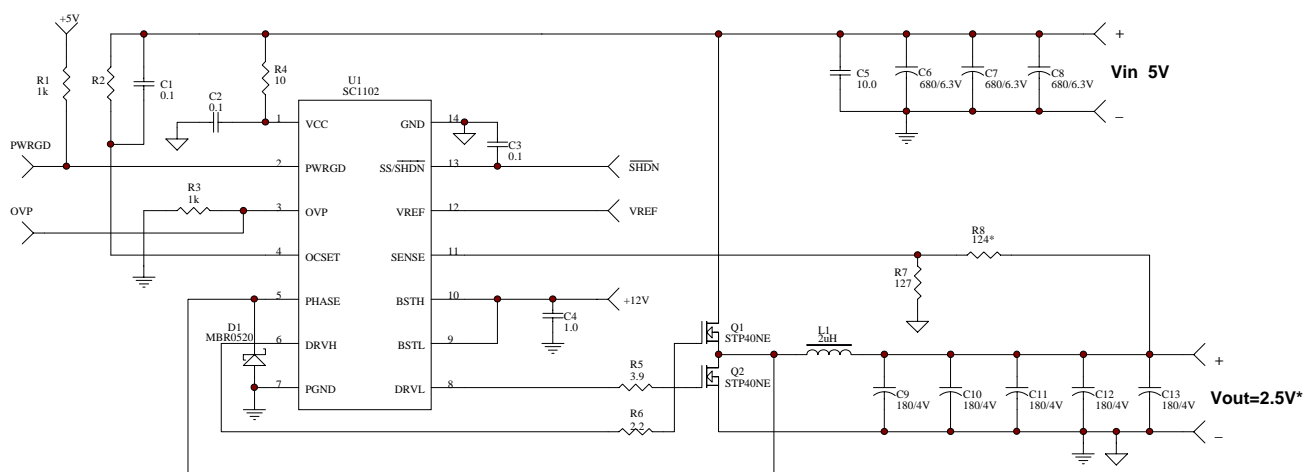 +5V
R1
1k
R2
C1
0.1
C2
0.1
R4
10
U1
SC1102
1
VCC
GND
14
C3
0.1
PWRGD
2
PWRGD
SS/SHDN
13
SHDN
R3
1k
OVP
3
OVP
VREF
12
VREF
4
OCSET
SENSE
11
R8
124*
R7
127
5
PHASE
BSTH
10
+12V
C4
1.0
D1
MBR0520
6
DRVH
BSTL
9
7
PGND
DRVL
8
R5
3.9
R6
2.2
Q1
STP40NE
Q2
STP40NE
L1
2uH
C5
10.0
C6
680/6.3V
C7
680/6.3V
C8
680/6.3V
+
Vin 5V
_
C9
180/4V
C10
180/4V
C11
180/4V
C12
180/4V
C13
180/4V
+
Vout=2.5V*
_